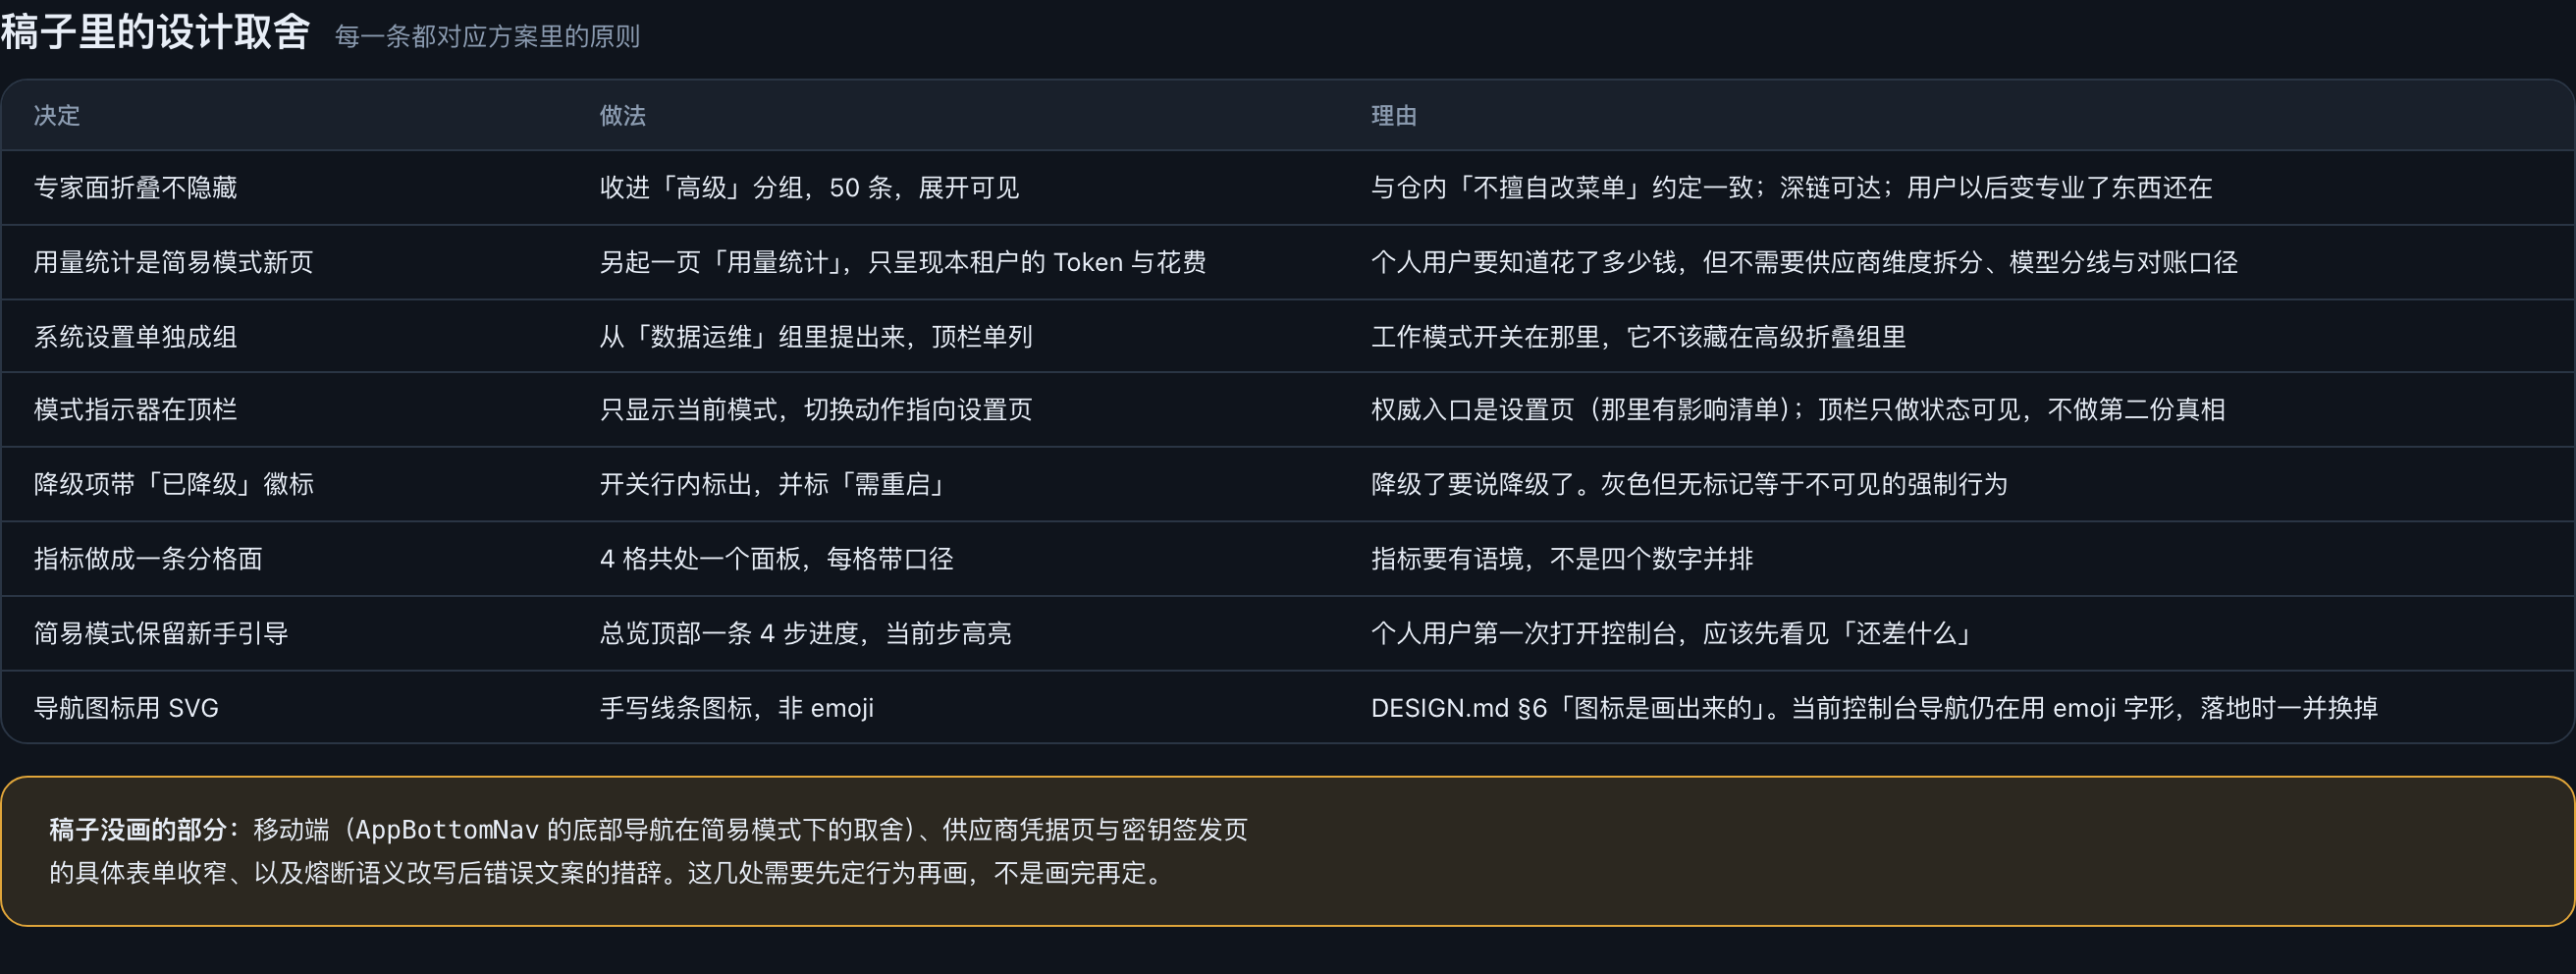 稿子里的设计取舍 每一条都对应方案里的原则
决定 做法 理由
专家面折叠不隐藏 收进「高级」分组，50 条，展开可见 与仓内「不擅自改菜单」约定一致；深链可达；用户以后变专业了东西还在
用量统计是简易模式新页 另起一页「用量统计」，只呈现本租户的 Token 与花费 个人用户要知道花了多少钱，但不需要供应商维度拆分、模型分线与对账口径
系统设置单独成组 从「数据运维」组里提出来，顶栏单列 工作模式开关在那里，它不该藏在高级折叠组里
模式指示器在顶栏 只显示当前模式，切换动作指向设置页 权威入口是设置页（那里有影响清单）；顶栏只做状态可见，不做第二份真相
降级项带「已降级」徽标 开关行内标出，并标「需重启」 降级了要说降级了。灰色但无标记等于不可见的强制行为
指标做成一条分格面 4 格共处一个面板，每格带口径 指标要有语境，不是四个数字并排
简易模式保留新手引导 总览顶部一条 4 步进度，当前步高亮 个人用户第一次打开控制台，应该先看见「还差什么」
导航图标用 SVG 手写线条图标，非 emoji DESIGN.md §6「图标是画出来的」。当前控制台导航仍在用 emoji 字形，落地时一并换掉
稿子没画的部分：移动端（AppBottomNav 的底部导航在简易模式下的取舍）、供应商凭据页与密钥签发页
的具体表单收窄、以及熔断语义改写后错误文案的措辞。这几处需要先定行为再画，不是画完再定。